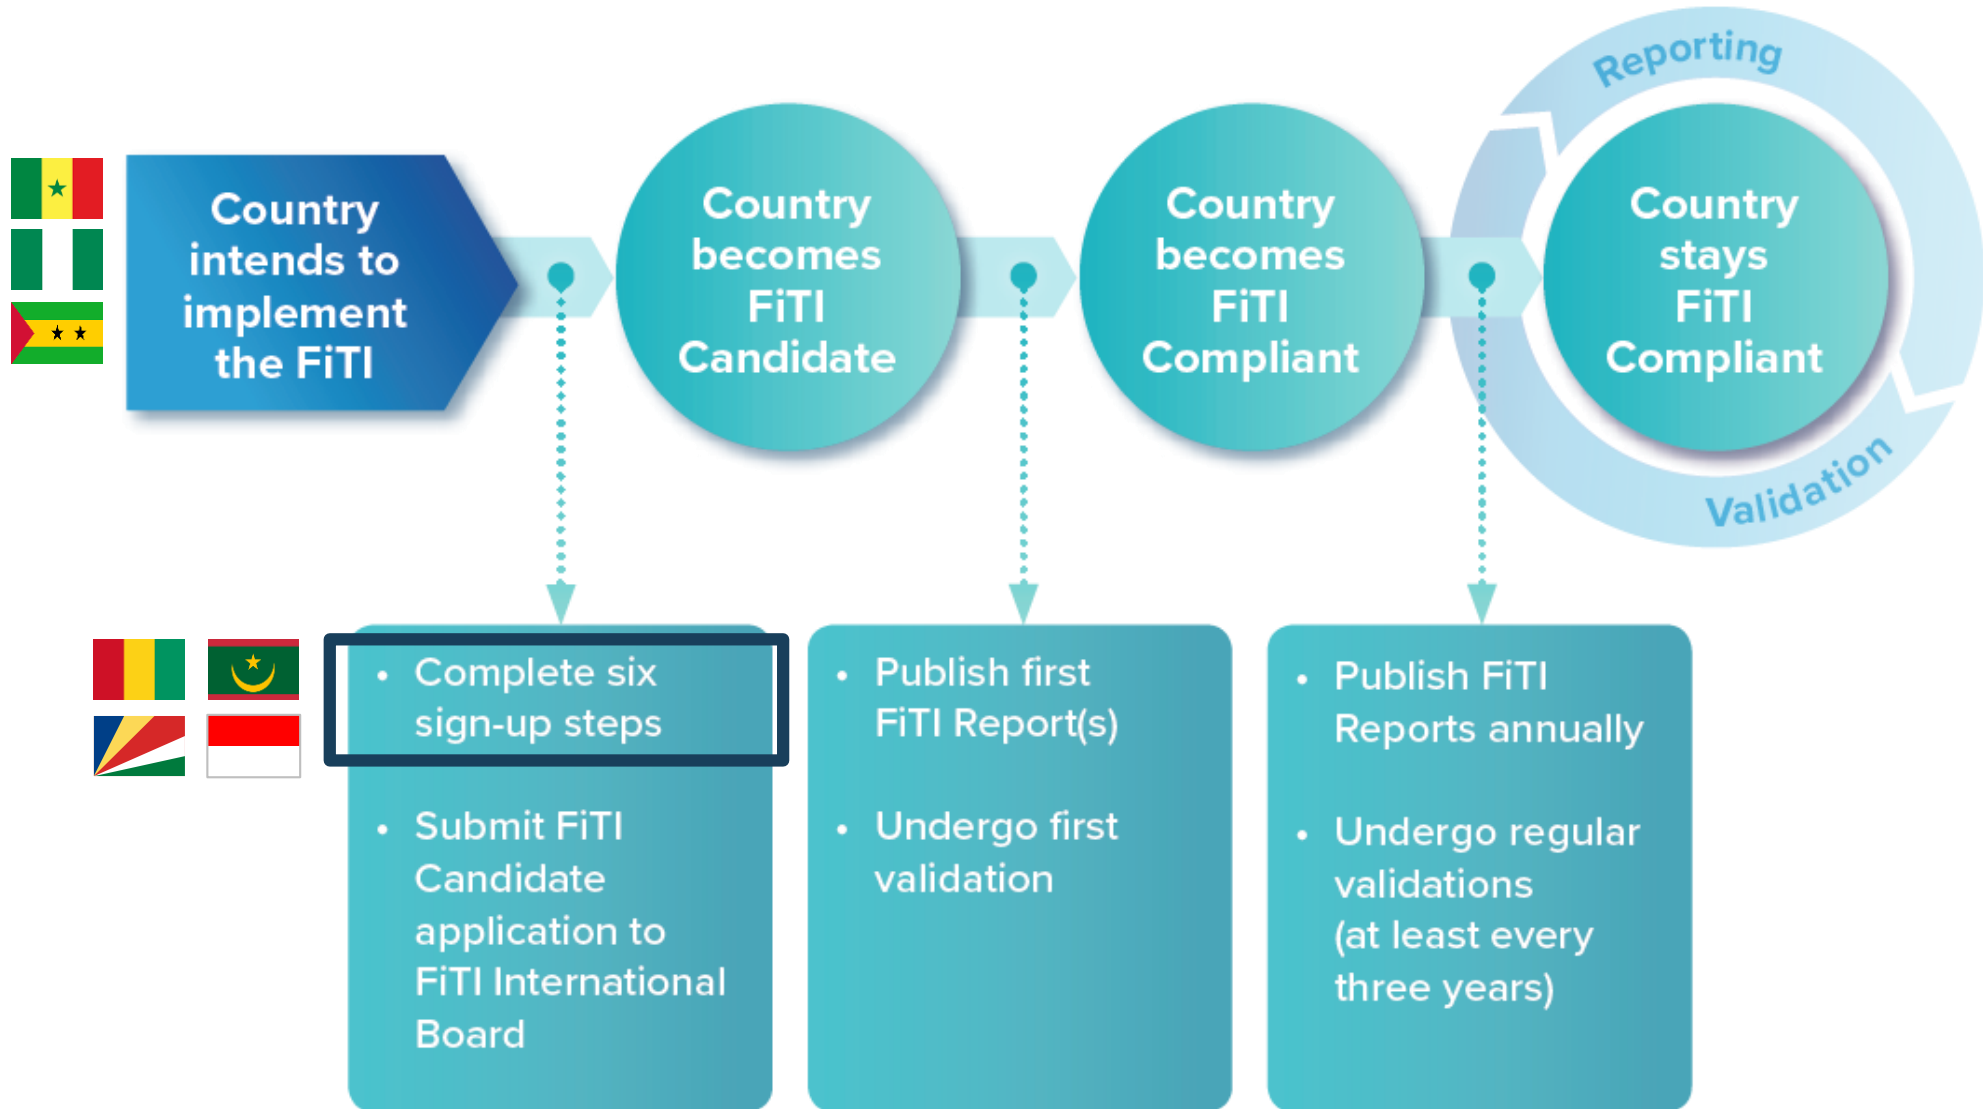 Country
intends to
implement
the FiTI
Country
becomes
FiTI
Candidate
Country
becomes
FiTI
Compliant
Reporting
Country
stays
FiTI
Compliant
Validation
• Complete six
sign-up steps
• Submit FiTI
Candidate
application to
FiTI International
Board
• Publish first
FiTI Report(s)
• Undergo first
validation
• Publish FiTI
Reports annually
• Undergo regular
validations
(at least every
three years)